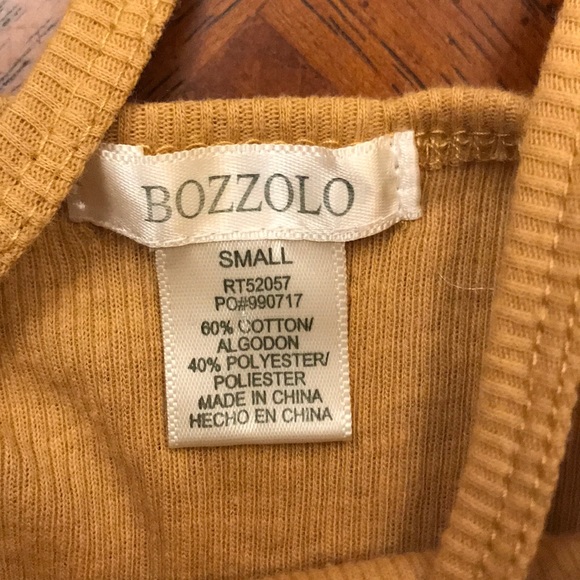 BOZZOLO
SMALL
RT52057
PO#990717
60% COTTON/
ALGODON
40% POLYESTER/
POLIESTER
MADE IN CHINA
HECHO EN CHINA